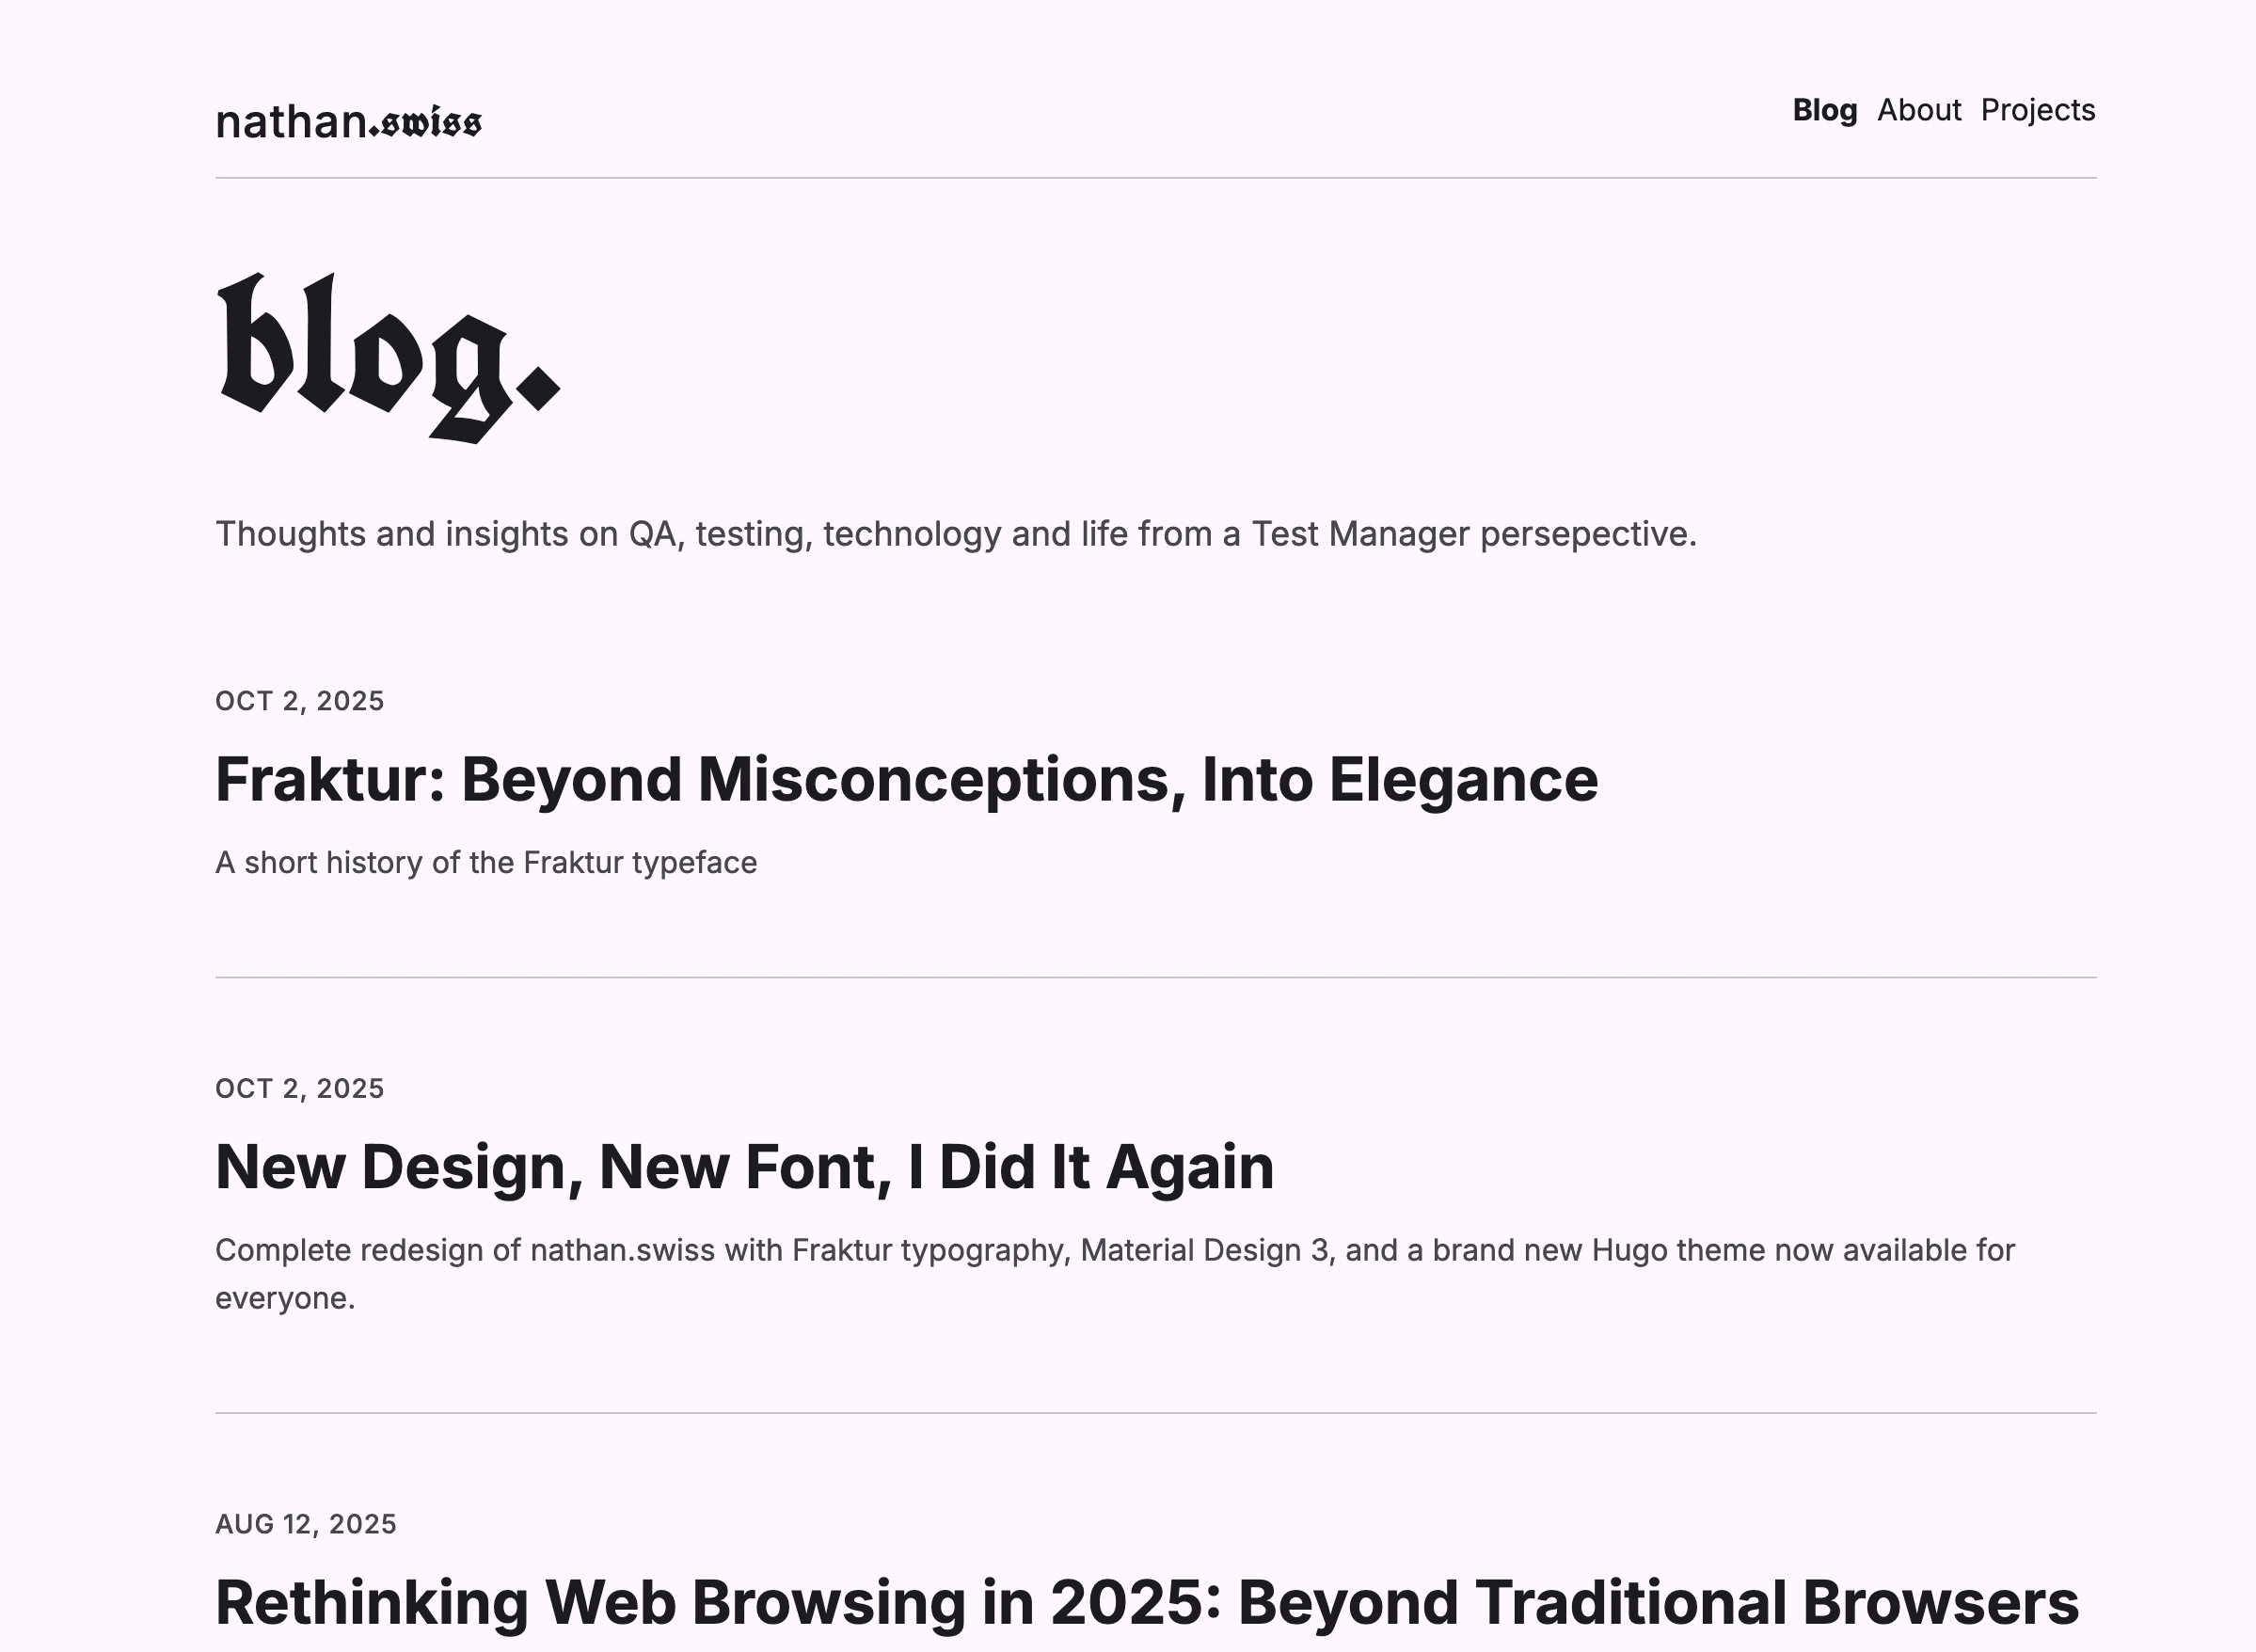 nathan.swiss
Blog About Projects
blog.
Thoughts and insights on QA, testing, technology and life from a Test Manager persepective.
OCT 2, 2025
Fraktur: Beyond Misconceptions, Into Elegance
A short history of the Fraktur typeface
OCT 2, 2025
New Design, New Font, I Did It Again
Complete redesign of nathan.swiss with Fraktur typography, Material Design 3, and a brand new Hugo theme now available for
everyone.
AUG 12, 2025
Rethinking Web Browsing in 2025: Beyond Traditional Browsers